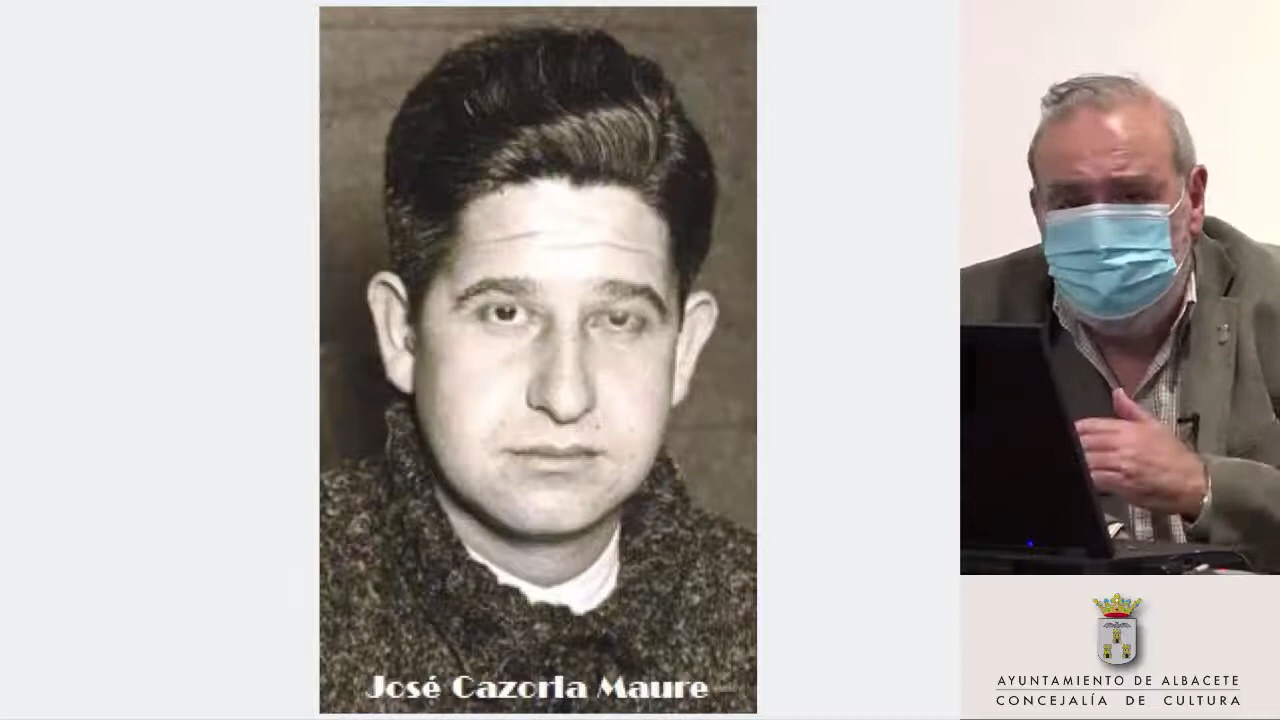 José Cazorla Maure
AYUNTAMIENTO DE ALBACETE
CONCEJALÍA DE CULTURA